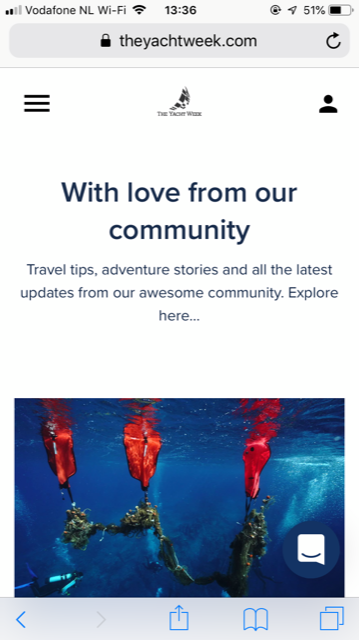 Vodafone NL Wi-Fi 13:36 51%
theyachtweek.com
THE YACHT WEEK
With love from our
community
Travel tips, adventure stories and all the latest
updates from our awesome community. Explore
here...